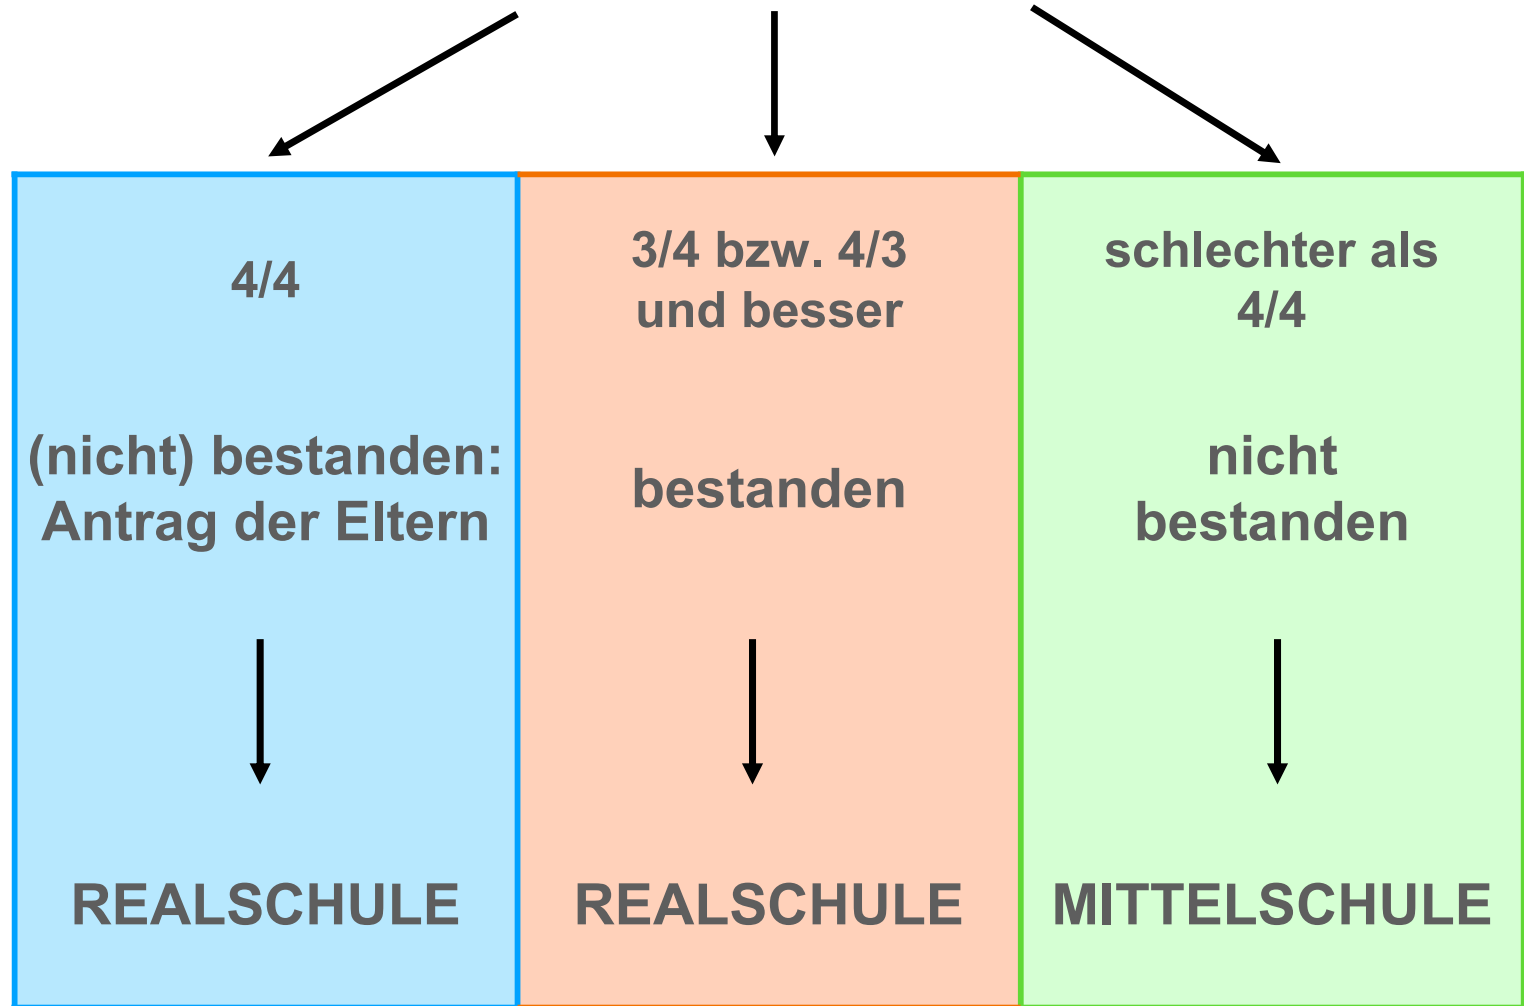 4/4
(nicht) bestanden:
Antrag der Eltern
REALSCHULE
3/4 bzw. 4/3
und besser
bestanden
REALSCHULE
schlechter als
4/4
nicht
bestanden
MITTELSCHULE